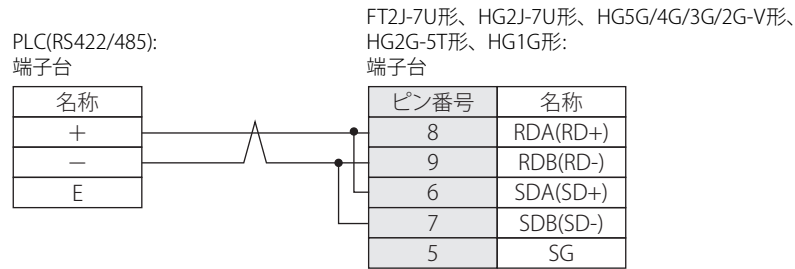 FT2J-7U形、HG2J-7U形、HG5G/4G/3G/2G-V形、
HG2G-5T形、HG1G形:
端子台
PLC(RS422/485):
端子台
名称
+
−
E
ピン番号 名称
8 RDA(RD+)
9 RDB(RD-)
6 SDA(SD+)
7 SDB(SD-)
5 SG